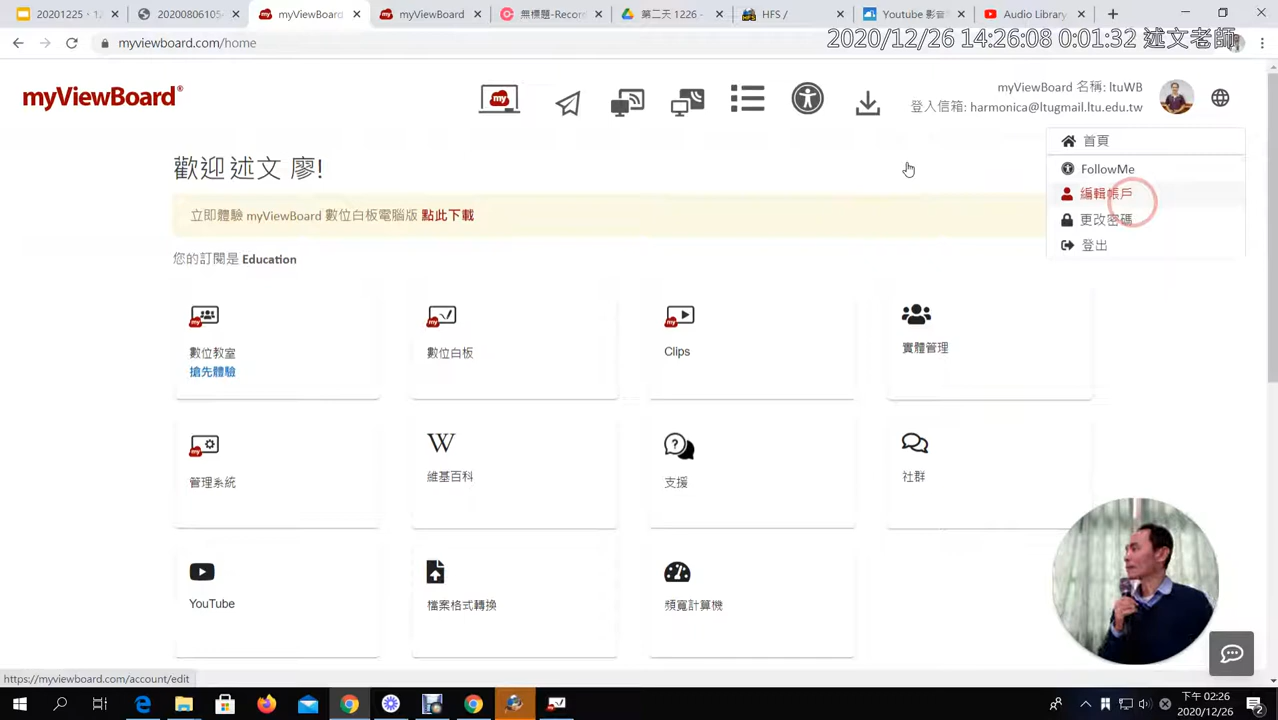 20201225 -
20200806105-
myViewBoard
myViewBoard
無標題-Recor
第二天 1226 -
HFS /
Youtube 影音
Audio Library
myviewboard.com/home
2020/12/26 14:26:08 0:01:32 述文老師
myViewBoard®
myViewBoard 名稱: ltuWB
登入信箱: harmonica@ltugmail.ltu.edu.tw
首頁
FollowMe
編輯帳戶
更改密碼
登出
歡迎 述文 廖!
立即體驗 myViewBoard 數位白板電腦版 點此下載
您的訂閱是 Education
數位教室
搶先體驗
數位白板
Clips
實體管理
管理系統
維基百科
支援
社群
YouTube
檔案格式轉換
頻寬計算機
https://myviewboard.com/account/edit
下午 02:26
2020/12/26
2